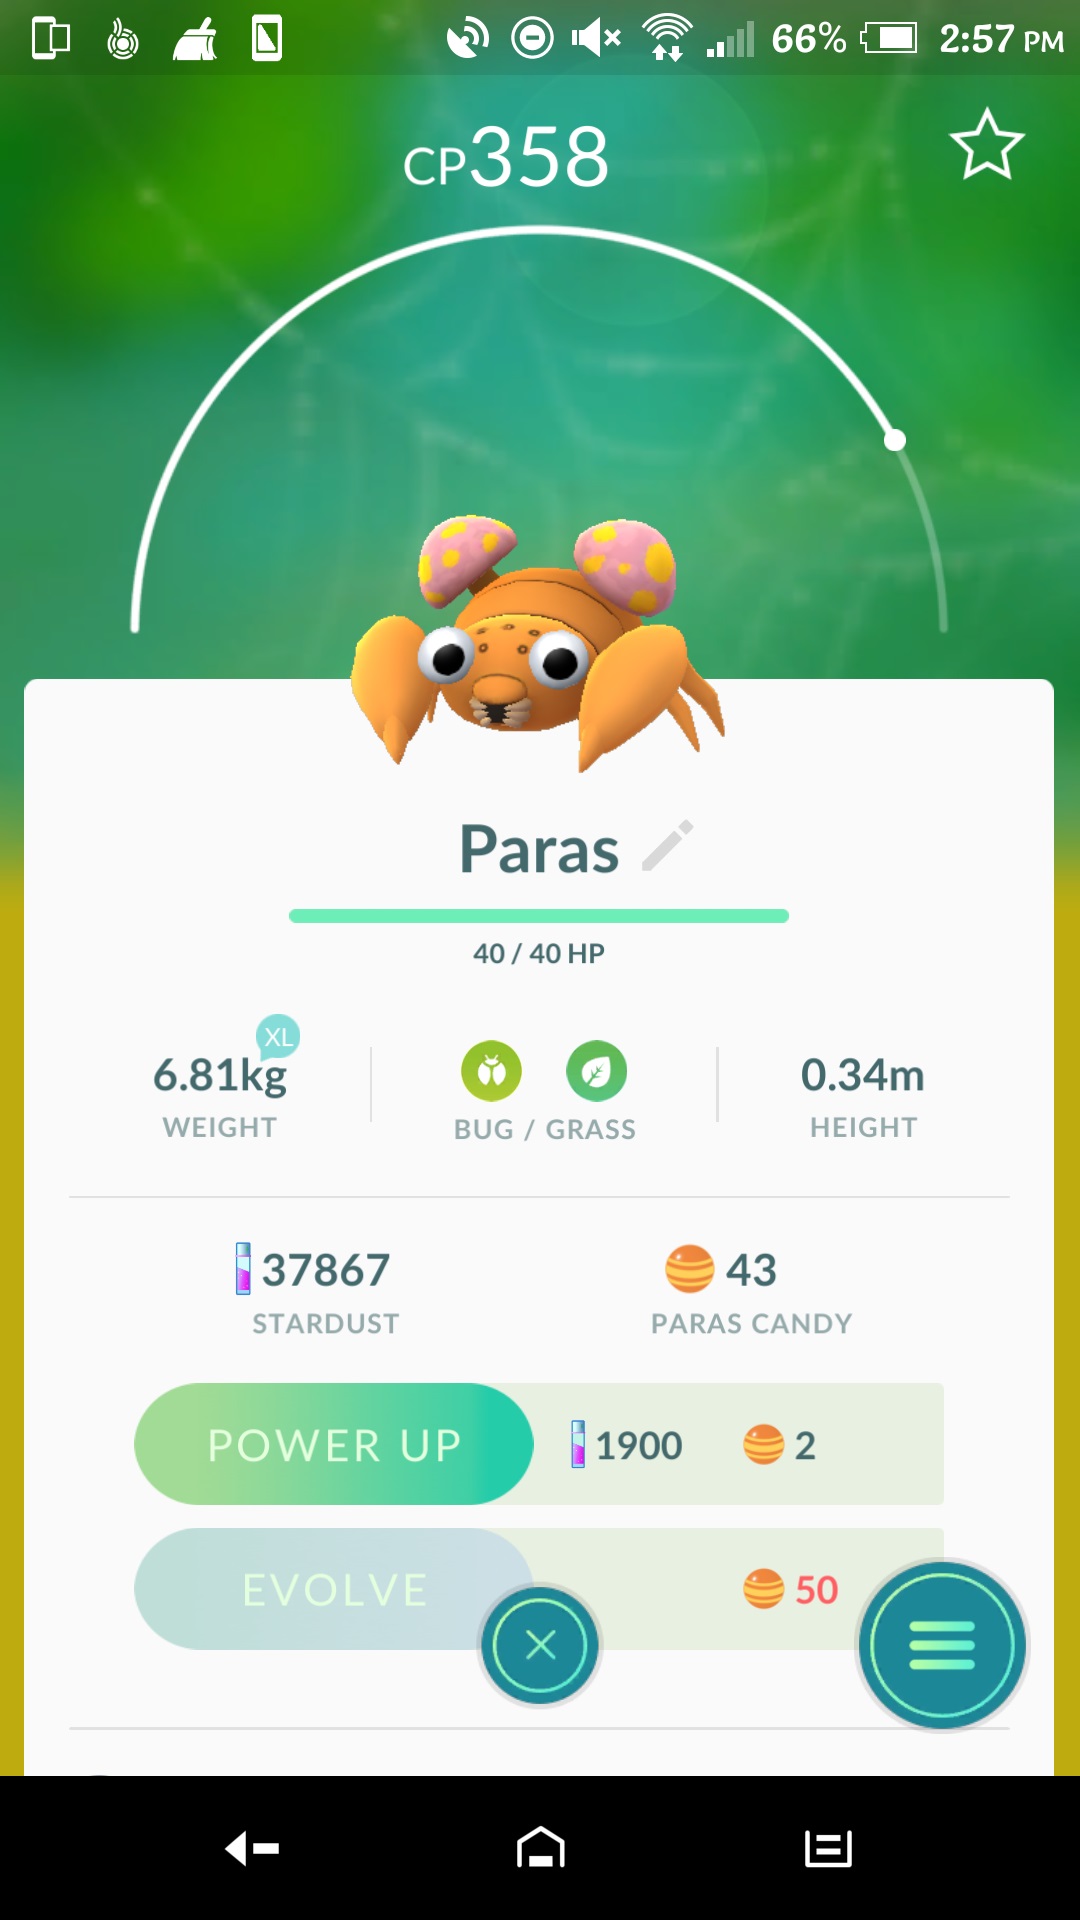 66% 2:57 PM
CP358
Paras
40 / 40 HP
XL
6.81kg
WEIGHT
BUG / GRASS
0.34m
HEIGHT
37867
STARDUST
43
PARAS CANDY
POWER UP 1900 2
EVOLVE 50